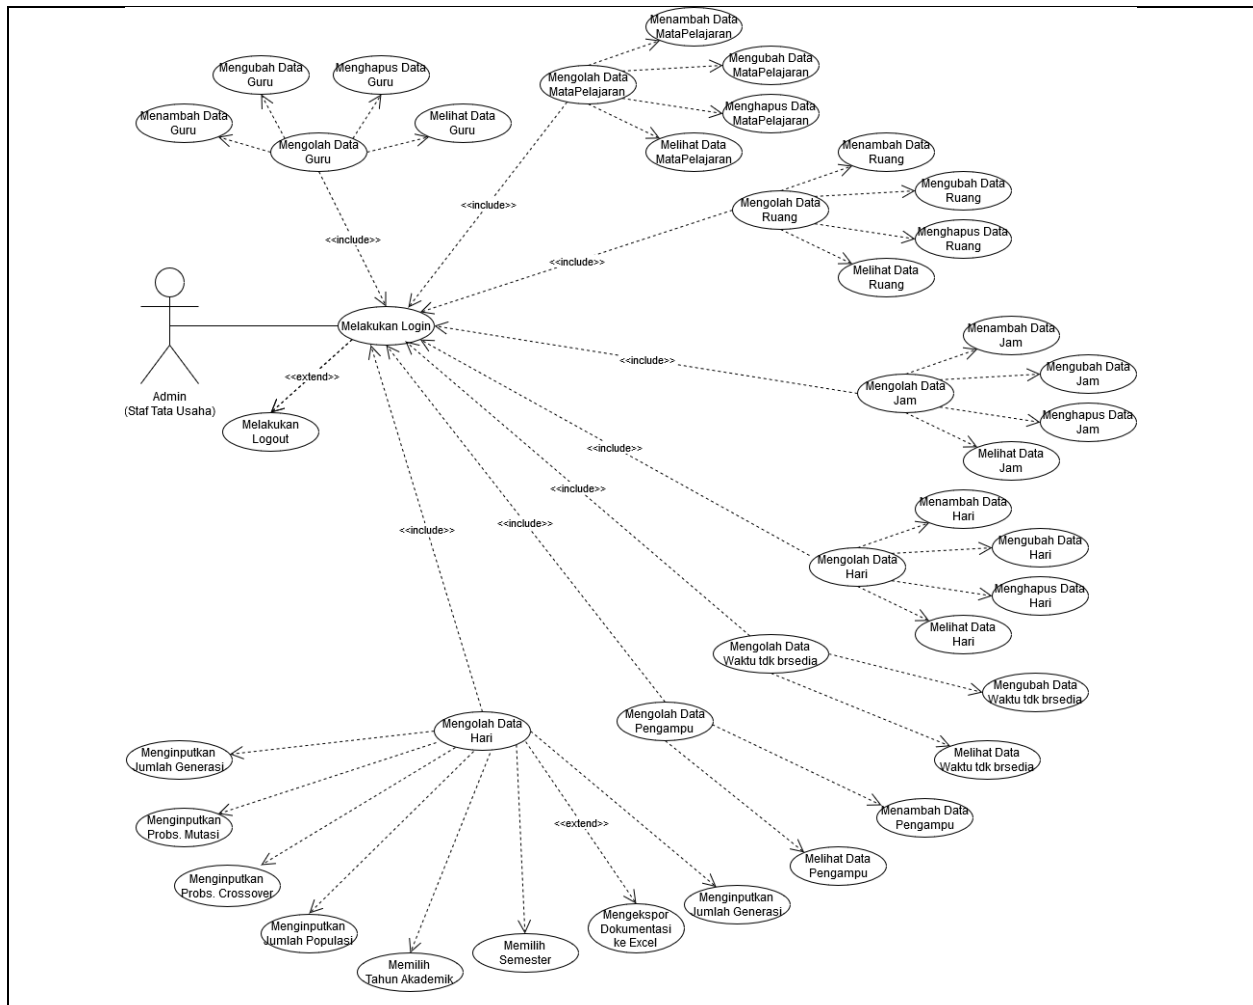 Menambah Data
MataPelajaran
Mengubah Data
MataPelajaran
Mengolah Data
MataPelajaran
Menghapus Data
MataPelajaran
Melihat Data
MataPelajaran
Mengubah Data
Guru
Menghapus Data
Guru
Menambah Data
Guru
Melihat Data
Guru
Mengolah Data
Guru
Menambah Data
Ruang
Mengubah Data
Ruang
Mengolah Data
Ruang
Menghapus Data
Ruang
Melihat Data
Ruang
<<include>>
<<include>>
<<include>>
Melakukan Login
Admin
(Staf Tata Usaha)
<<extend>>
Melakukan
Logout
<<include>>
Menambah Data
Jam
Mengubah Data
Jam
Mengolah Data
Jam
Menghapus Data
Jam
Melihat Data
Jam
<<include>>
<<include>>
<<include>>
<<include>>
Menambah Data
Hari
Mengubah Data
Hari
Mengolah Data
Hari
Menghapus Data
Hari
Melihat Data
Hari
Mengolah Data
Waktu tdk brsedia
Mengubah Data
Waktu tdk brsedia
Melihat Data
Waktu tdk brsedia
Mengolah Data
Pengampu
Menambah Data
Pengampu
Melihat Data
Pengampu
Mengolah Data
Hari
Menginputkan
Jumlah Generasi
Menginputkan
Probs. Mutasi
Menginputkan
Probs. Crossover
Menginputkan
Jumlah Populasi
Memilih
Tahun Akademik
Memilih
Semester
<<extend>>
Mengekspor
Dokumentasi
ke Excel
Menginputkan
Jumlah Generasi